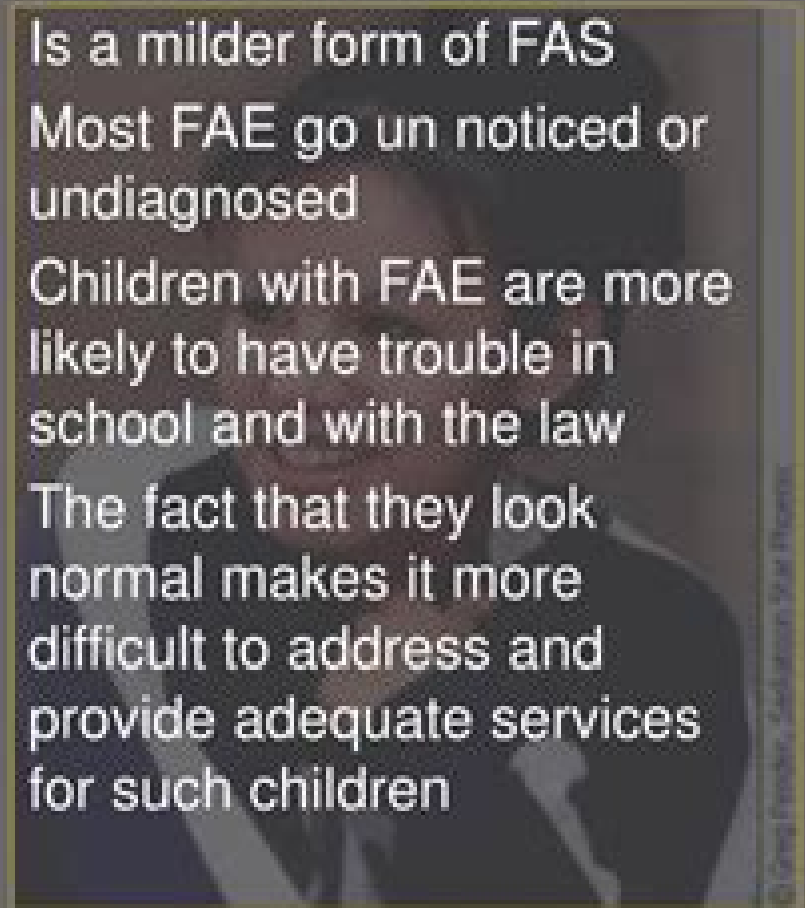 Is a milder form of FAS
Most FAE go un noticed or
undiagnosed
Children with FAE are more
likely to have trouble in
school and with the law
The fact that they look
normal makes it more
difficult to address and
provide adequate services
for such children